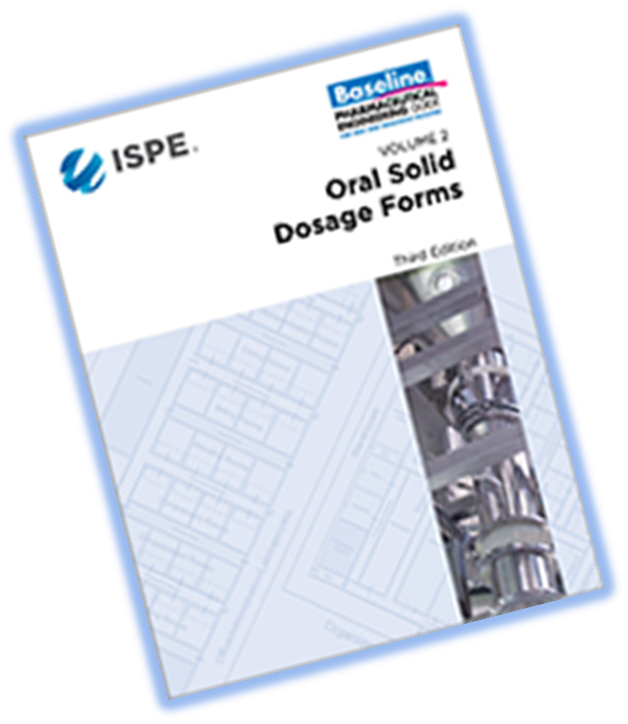 ISPE.
Baseline
PHARMACEUTICAL
ENGINEERING GUIDE
VOLUME 2
Oral Solid
Dosage Forms
Third Edition